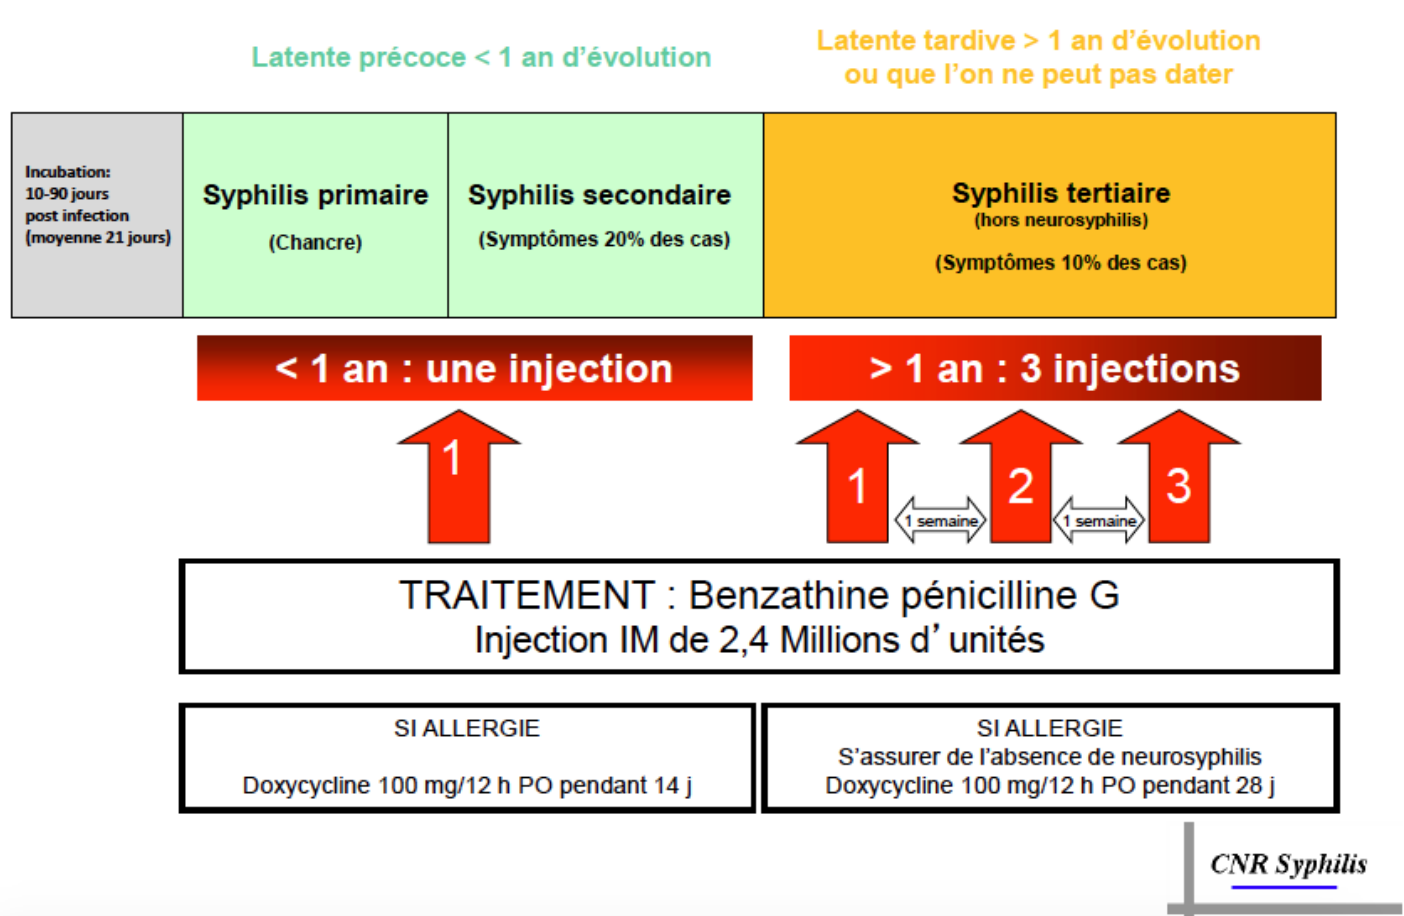 Latente précoce < 1 an d’évolution
Latente tardive > 1 an d’évolution
ou que l’on ne peut pas dater
Incubation:
10-90 jours
post infection
(moyenne 21 jours)
Syphilis primaire
(Chancre)
Syphilis secondaire
(Symptômes 20% des cas)
Syphilis tertiaire
(hors neurosyphilis)
(Symptômes 10% des cas)
< 1 an : une injection
> 1 an : 3 injections
1
1
1 semaine
2
1 semaine
3
TRAITEMENT : Benzathine pénicilline G
Injection IM de 2,4 Millions d’ unités
SI ALLERGIE
Doxycycline 100 mg/12 h PO pendant 14 j
SI ALLERGIE
S’assurer de l’absence de neurosyphilis
Doxycycline 100 mg/12 h PO pendant 28 j
CNR Syphilis